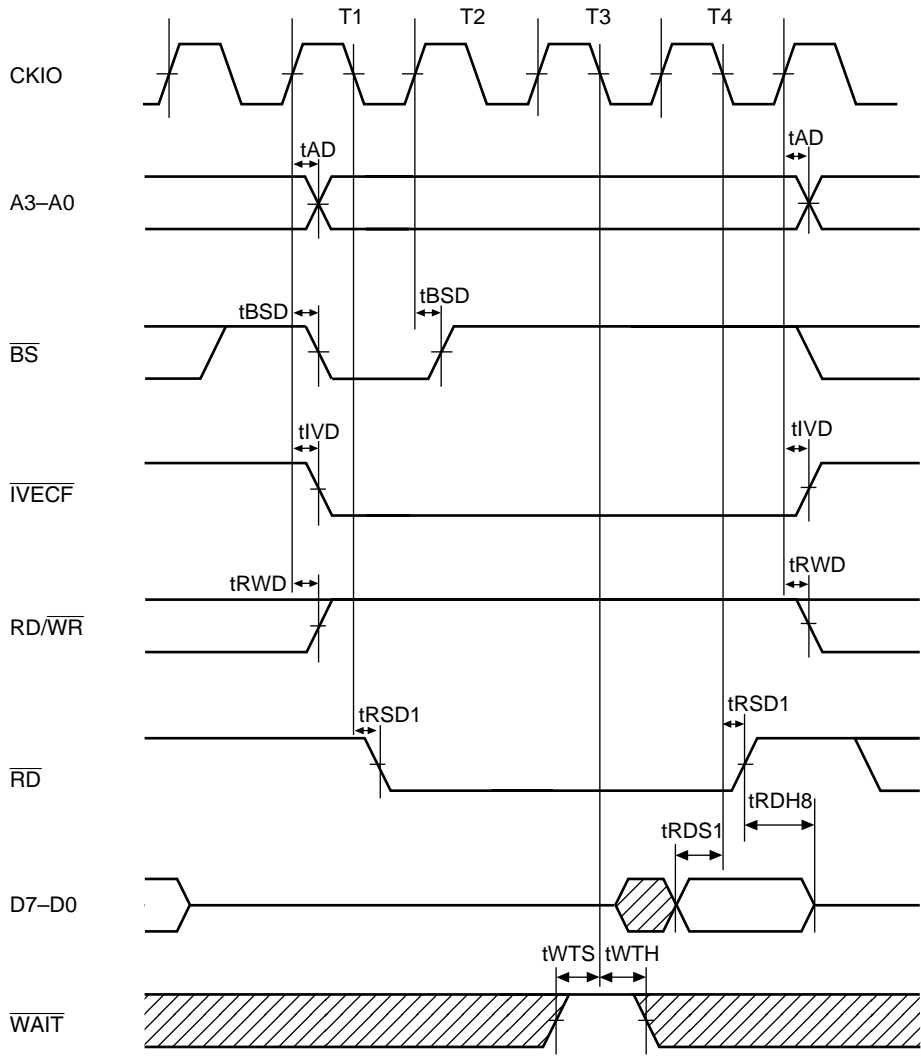 T1 T2 T3 T4
CKIO
tAD tAD
A3–A0
tBSD tBSD
BS
tIVD tIVD
IVECF
tRWD tRWD
RD/WR
tRSD1 tRSD1
RD
tRDH8
tRDS1
D7–D0
tWTS tWTH
WAIT